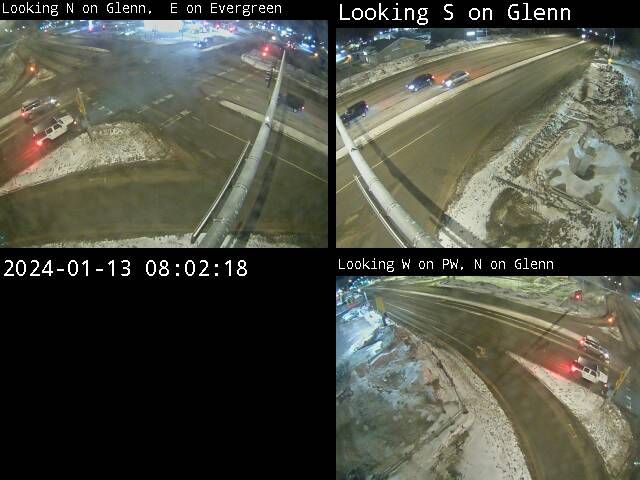 Looking N on Glenn,  E on Evergreen
Looking S on Glenn
2024-01-13 08:02:18
Looking W on PW, N on Glenn